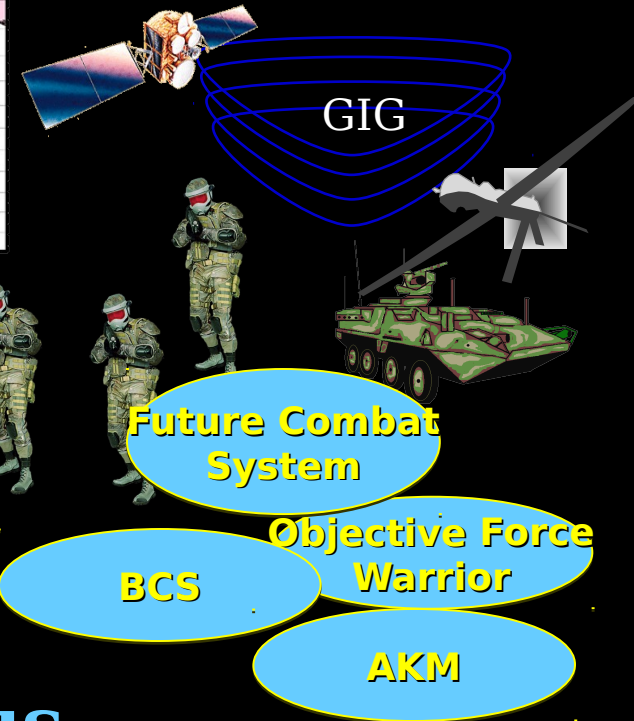 GIG
Future Combat
System
Objective Force
Warrior
BCS
AKM